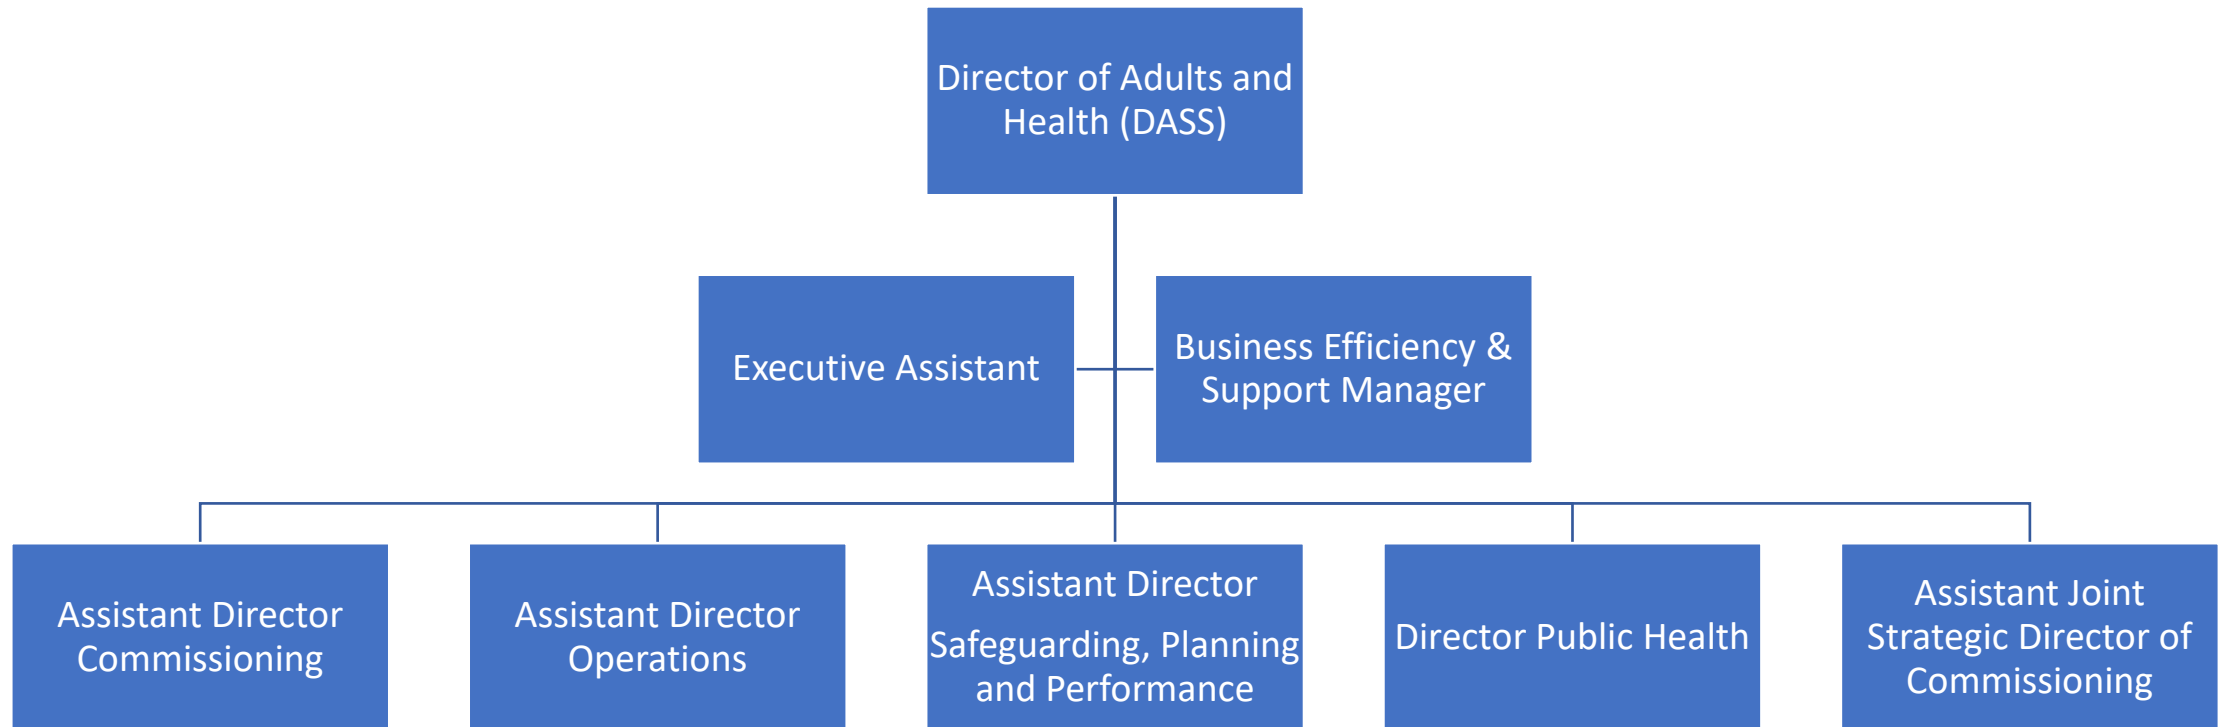 Director of Adults and
Health (DASS)
Executive Assistant
Business Efficiency &
Support Manager
Assistant Director
Commissioning
Assistant Director
Operations
Assistant Director
Safeguarding, Planning
and Performance
Director Public Health
Assistant Joint
Strategic Director of
Commissioning